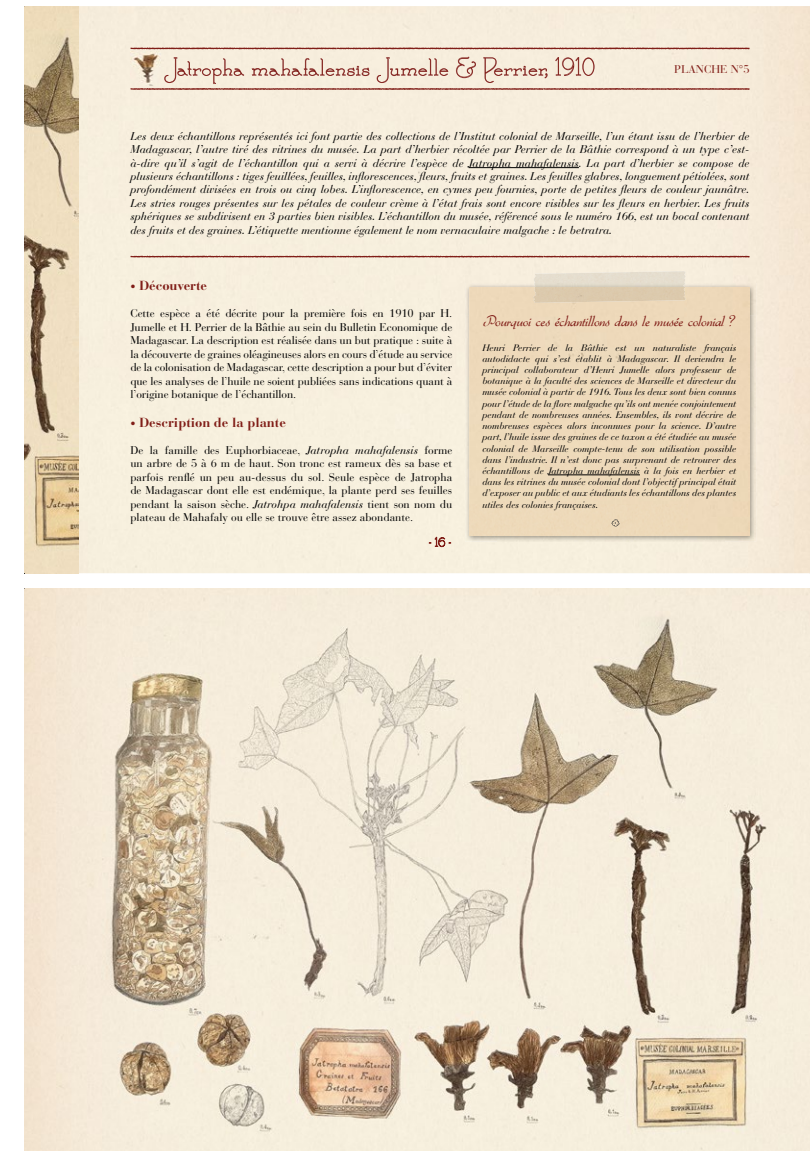 Jatropha mahafalensis Jumelle & Perrier, 1910
PLANCHE N°5
Les deux échantillons représentés ici font partie des collections de l'Institut colonial de Marseille, l'un étant issu de l'herbier de
Madagascar, l'autre tiré des vitrines du musée. La part d'herbier récoltée par Perrier de la Bâthie correspond à un type c'est-
à-dire qu'il s'agit de l'échantillon qui a servi à décrire l'espèce de Jatropha mahafalensis. La part d'herbier se compose de
plusieurs échantillons : tiges feuillées, feuilles, inflorescences, fleurs, fruits et graines. Les feuilles glabres, longuement pétiolées, sont
profondément divisées en trois ou cinq lobes. L'inflorescence, en cymes peu fournies, porte de petites fleurs de couleur jaunâtre.
Les stries rouges présentes sur les pétales de couleur crème à l'état frais sont encore visibles sur les fleurs en herbier. Les fruits
sphériques se subdivisent en 3 parties bien visibles. L'échantillon du musée, référencé sous le numéro 166, est un bocal contenant
des fruits et des graines. L'étiquette mentionne également le nom vernaculaire malgache : le betratra.
• Découverte
Cette espèce a été décrite pour la première fois en 1910 par H.
Jumelle et H. Perrier de la Bâthie au sein du Bulletin Economique de
Madagascar. La description est réalisée dans un but pratique : suite à
la découverte de graines oléagineuses alors en cours d'étude au service
de la colonisation de Madagascar, cette description a pour but d'éviter
que les analyses de l'huile ne soient publiées sans indications quant à
l'origine botanique de l'échantillon.
• Description de la plante
De la famille des Euphorbiaceae, Jatropha mahafalensis forme
un arbre de 5 à 6 m de haut. Son tronc est rameux dès sa base et
parfois renflé un peu au-dessus du sol. Seule espèce de Jatropha
de Madagascar dont elle est endémique, la plante perd ses feuilles
pendant la saison sèche. Jatrohpa mahafalensis tient son nom du
plateau de Mahafaly ou elle se trouve être assez abondante.
Pourquoi ces échantillons dans le musée colonial ?
Henri Perrier de la Bâthie est un naturaliste français
autodidacte qui s'est établit à Madagascar. Il deviendra le
principal collaborateur d'Henri Jumelle alors professeur de
botanique à la faculté des sciences de Marseille et directeur du
musée colonial à partir de 1916. Tous les deux sont bien connus
pour l'étude de la flore malgache qu'ils ont menée conjointement
pendant de nombreuses années. Ensembles, ils vont décrire de
nombreuses espèces alors inconnues pour la science. D'autre
part, l'huile issue des graines de ce taxon a été étudiée au musée
colonial de Marseille compte-tenu de son utilisation possible
dans l'industrie. Il n'est donc pas surprenant de retrouver des
échantillons de Jatropha mahafalensis à la fois en herbier et
dans les vitrines du musée colonial dont l'objectif principal était
d'exposer au public et aux étudiants les échantillons des plantes
utiles des colonies françaises.
- 16 -
MUSÉE COL
MA
Jatropha
Jatropha mahafalensis
Graines et Fruits
166
(Madagascar)
MUSÉE COLONIAL MARSEILLE
MADAGASCAR
Jatropha mahafalensis
EUPHORBIACEES